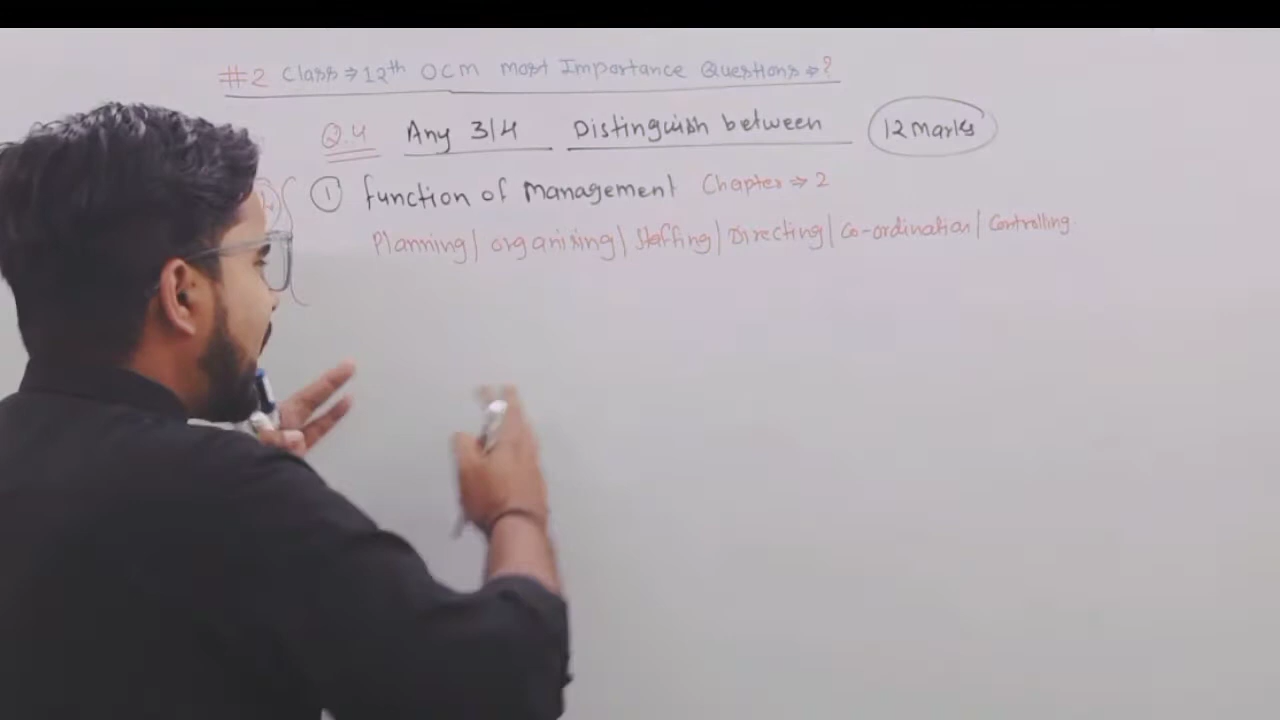 #2 Class⇒12th OCM Most Importance Questions⇒?
Q.4 Any 3/4 Distinguish between 12 Marks
① function of Management Chapter⇒2
Planning/ organising/ Staffing/ Directing/ Co-ordination/ Controlling.